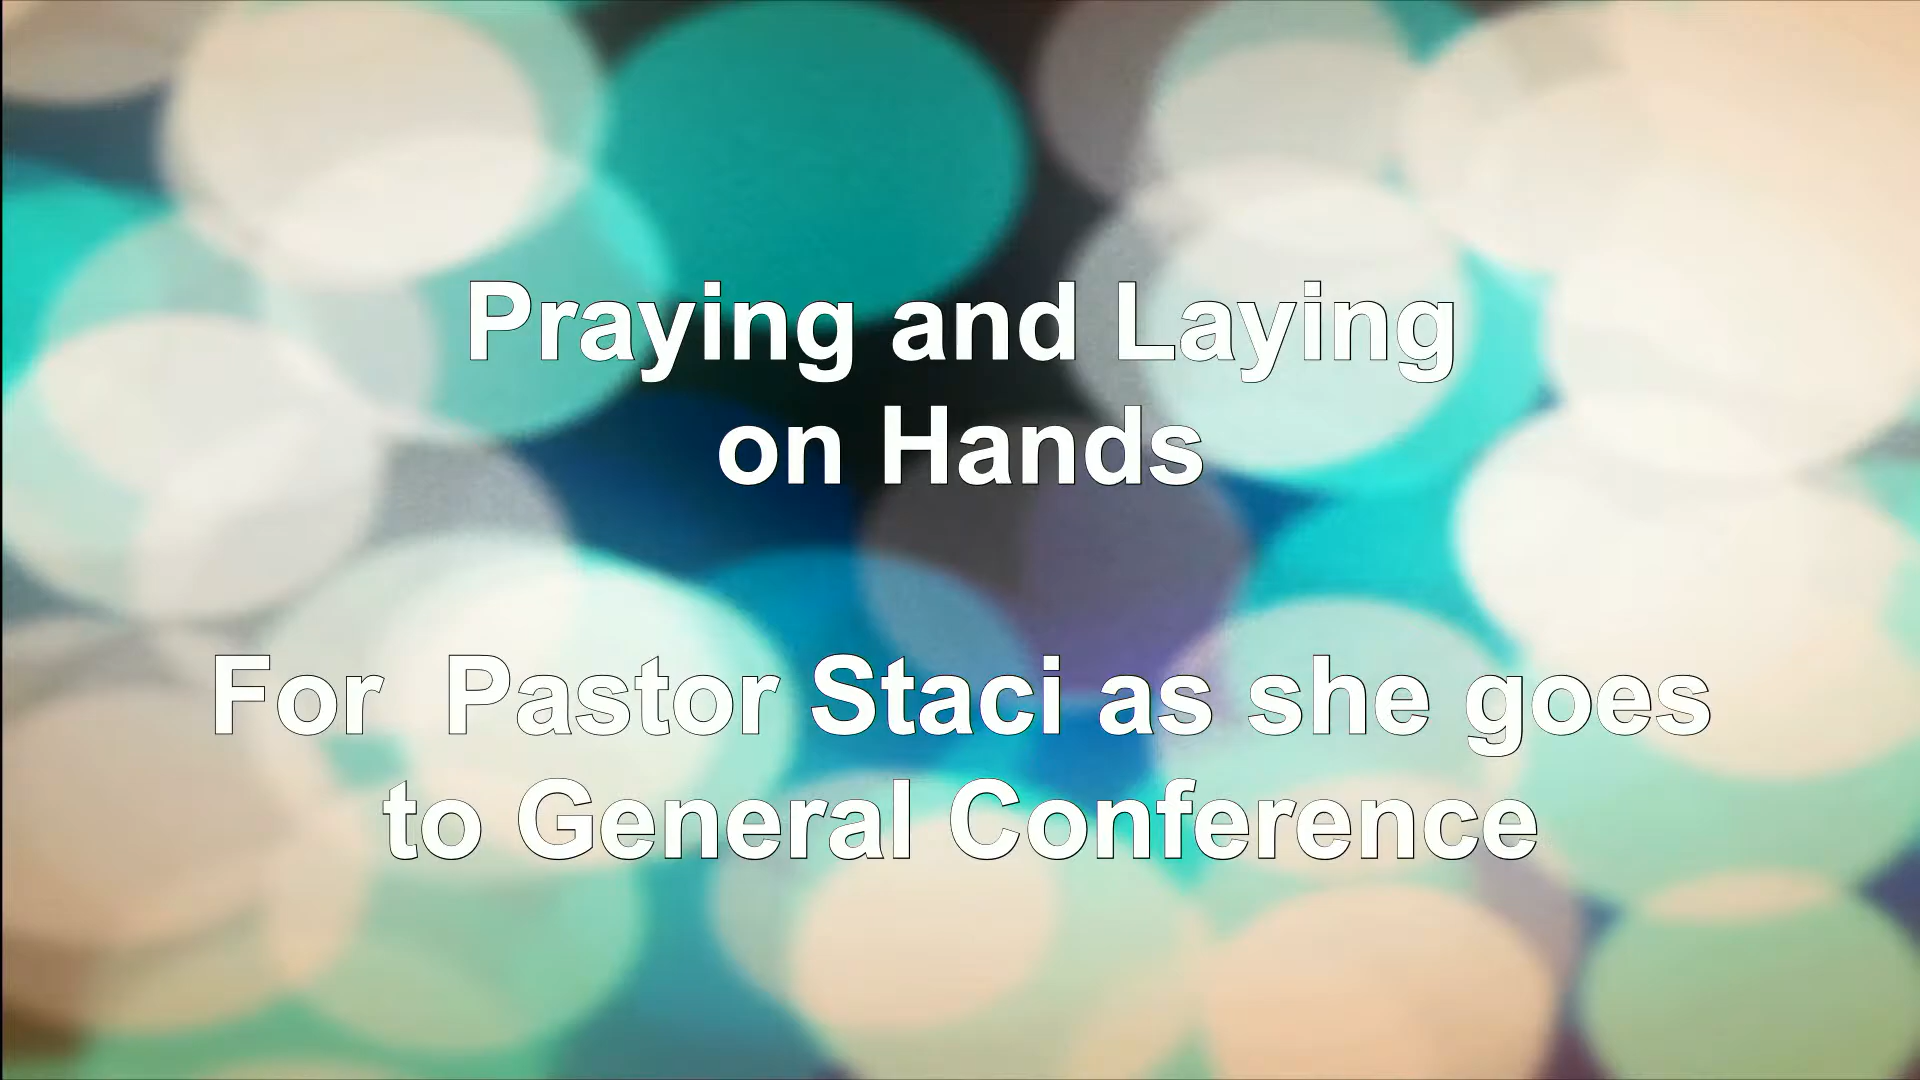 Praying and Laying
on Hands
For  Pastor Staci as she goes
to General Conference